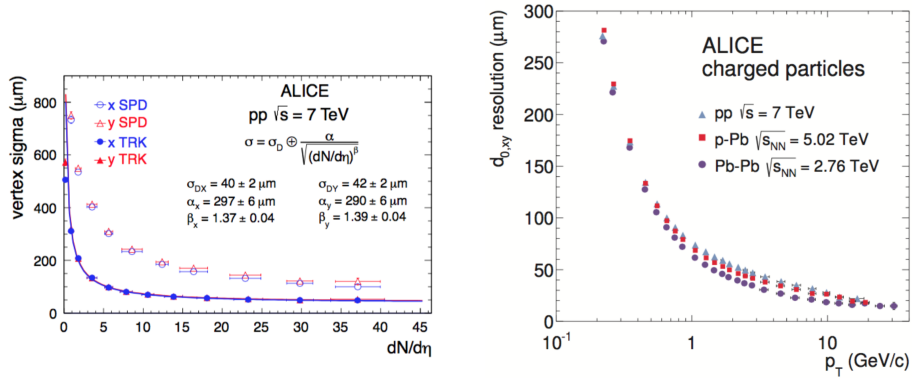 ALICE
pp √s = 7 TeV
σ = σ_D ⊕ α / √(dN/dη)^β
x SPD
y SPD
x TRK
y TRK
σ_DX = 40 ± 2 μm
α_x = 297 ± 6 μm
β_x = 1.37 ± 0.04
σ_DY = 42 ± 2 μm
α_y = 290 ± 6 μm
β_y = 1.39 ± 0.04
vertex sigma (μm)
800
600
400
200
0
0 5 10 15 20 25 30 35 40 45
dN/dη
d_0,xy resolution (μm)
300
250
200
150
100
50
0
ALICE
charged particles
pp √s = 7 TeV
p-Pb √s_NN = 5.02 TeV
Pb-Pb √s_NN = 2.76 TeV
10^-1 1 10
p_T (GeV/c)